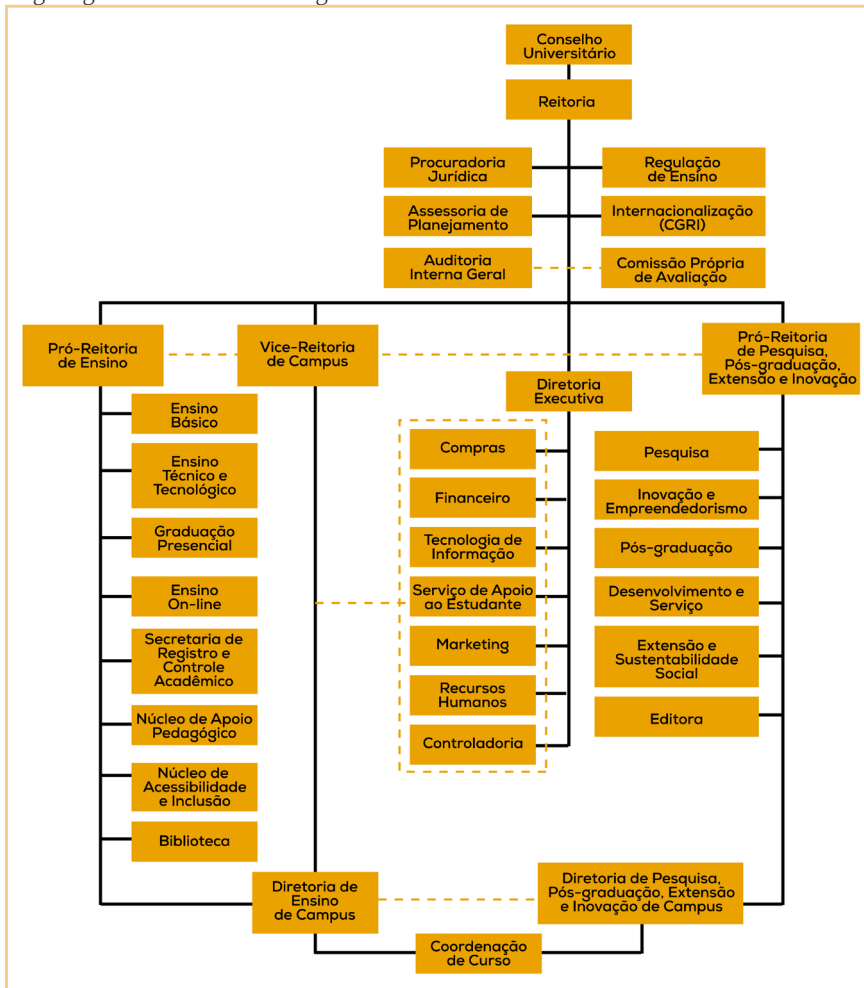 Conselho
Universitário
Reitoria
Procuradoria
Jurídica
Regulação
de Ensino
Assessoria de
Planejamento
Internacionalização
(CGRI)
Auditoria
Interna Geral
Comissão Própria
de Avaliação
Pró-Reitoria
de Ensino
Vice-Reitoria
de Campus
Pró-Reitoria
de Pesquisa,
Pós-graduação,
Extensão e Inovação
Diretoria
Executiva
Ensino
Básico
Ensino
Técnico e
Tecnológico
Graduação
Presencial
Ensino
On-line
Secretaria de
Registro e
Controle
Acadêmico
Núcleo de Apoio
Pedagógico
Núcleo de
Acessibilidade
e Inclusão
Biblioteca
Compras
Financeiro
Tecnologia de
Informação
Serviço de Apoio
ao Estudante
Marketing
Recursos
Humanos
Controladoria
Pesquisa
Inovação e
Empreendedorismo
Pós-graduação
Desenvolvimento e
Serviço
Extensão e
Sustentabilidade
Social
Editora
Diretoria de
Ensino
de Campus
Diretoria de Pesquisa,
Pós-graduação, Extensão
e Inovação de Campus
Coordenação
de Curso